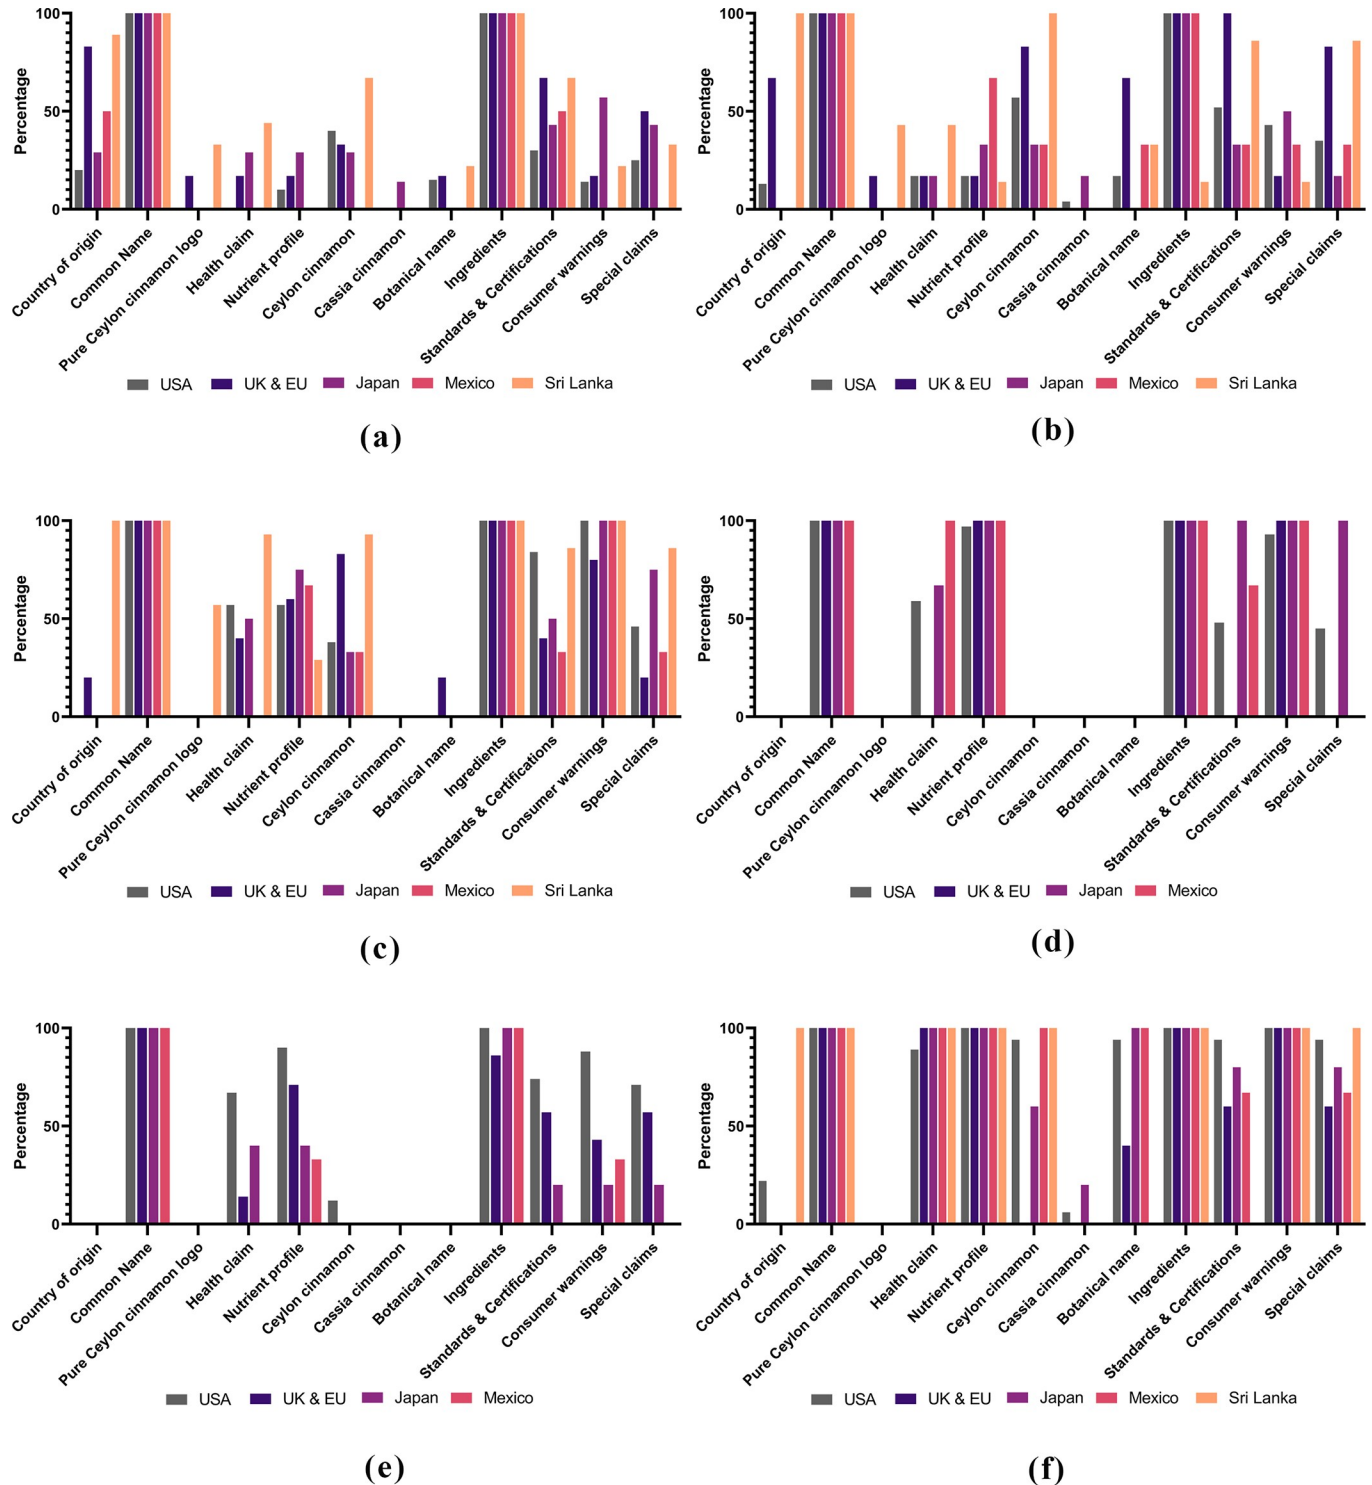 Percentage
100
50
0
Country of origin
Common Name
Pure Ceylon cinnamon logo
Health claim
Nutrient profile
Ceylon cinnamon
Cassia cinnamon
Botanical name
Ingredients
Standards & Certifications
Consumer warnings
Special claims
USA UK & EU Japan Mexico Sri Lanka
(a)
Percentage
100
50
0
Country of origin
Common Name
Pure Ceylon cinnamon logo
Health claim
Nutrient profile
Ceylon cinnamon
Cassia cinnamon
Botanical name
Ingredients
Standards & Certifications
Consumer warnings
Special claims
USA UK & EU Japan Mexico Sri Lanka
(b)
Percentage
100
50
0
Country of origin
Common Name
Pure Ceylon cinnamon logo
Health claim
Nutrient profile
Ceylon cinnamon
Cassia cinnamon
Botanical name
Ingredients
Standards & Certifications
Consumer warnings
Special claims
USA UK & EU Japan Mexico Sri Lanka
(c)
Percentage
100
50
0
Country of origin
Common Name
Pure Ceylon cinnamon logo
Health claim
Nutrient profile
Ceylon cinnamon
Cassia cinnamon
Botanical name
Ingredients
Standards & Certifications
Consumer warnings
Special claims
USA UK & EU Japan Mexico
(d)
Percentage
100
50
0
Country of origin
Common Name
Pure Ceylon cinnamon logo
Health claim
Nutrient profile
Ceylon cinnamon
Cassia cinnamon
Botanical name
Ingredients
Standards & Certifications
Consumer warnings
Special claims
USA UK & EU Japan Mexico
(e)
Percentage
100
50
0
Country of origin
Common Name
Pure Ceylon cinnamon logo
Health claim
Nutrient profile
Ceylon cinnamon
Cassia cinnamon
Botanical name
Ingredients
Standards & Certifications
Consumer warnings
Special claims
USA UK & EU Japan Mexico Sri Lanka
(f)